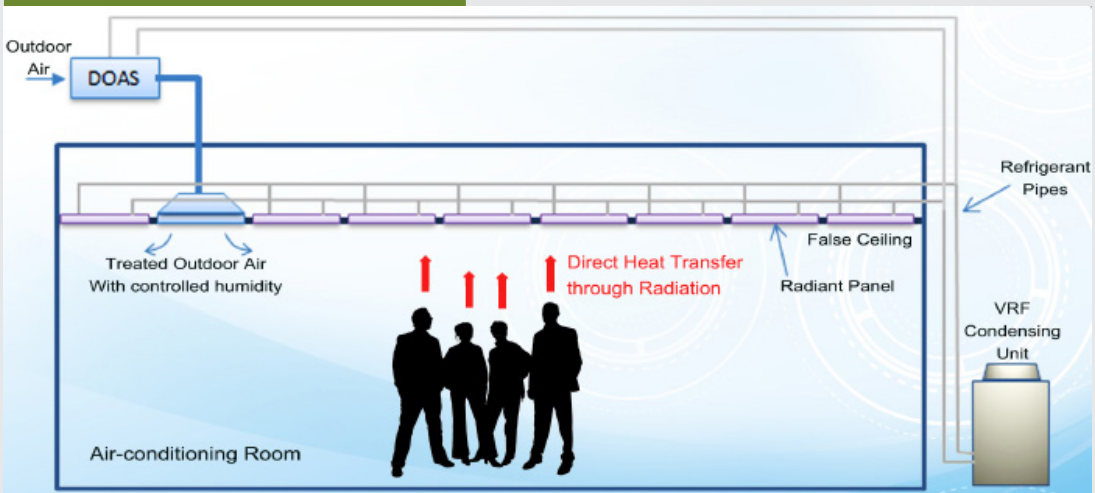 Outdoor
Air
DOAS
Refrigerant
Pipes
False Ceiling
Treated Outdoor Air
With controlled humidity
Direct Heat Transfer
through Radiation
Radiant Panel
VRF
Condensing
Unit
Air-conditioning Room